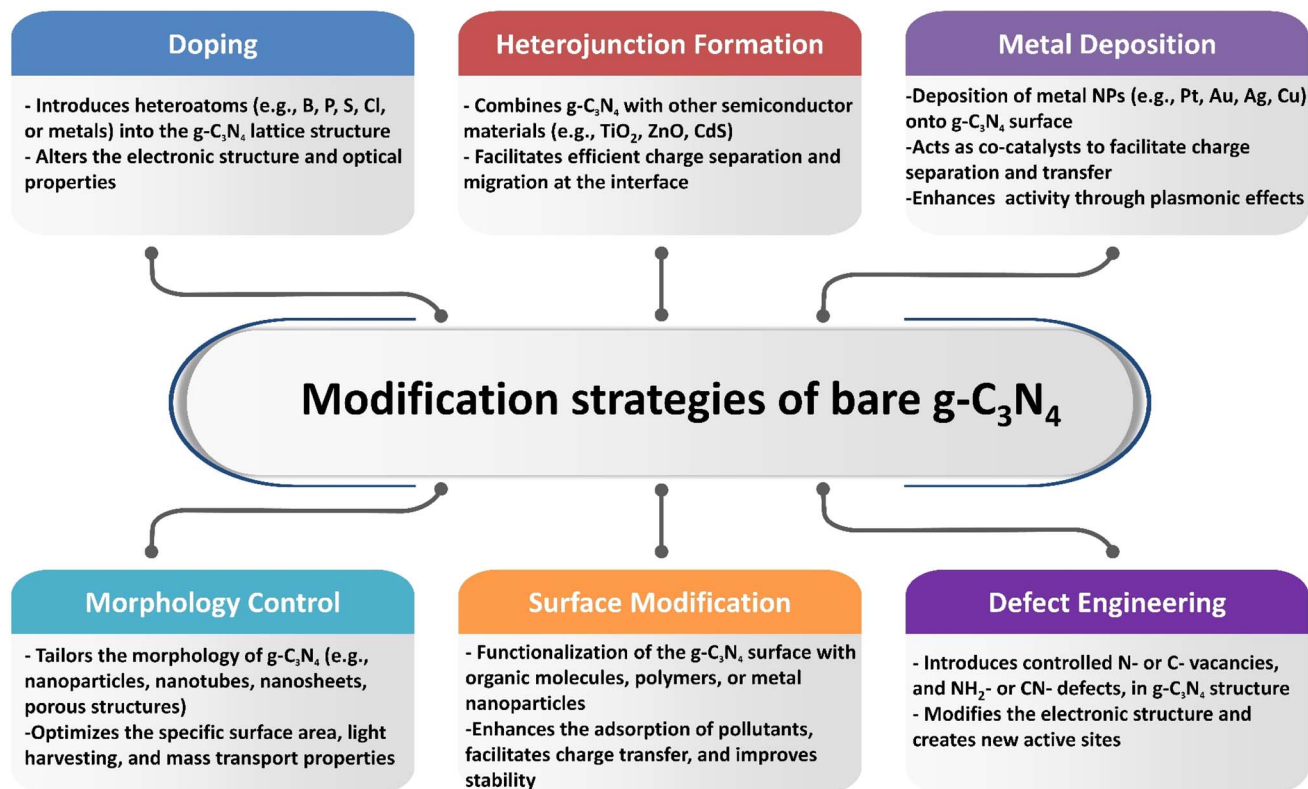 Doping
- Introduces heteroatoms (e.g., B, P, S, Cl,
or metals) into the g-C₃N₄ lattice structure
- Alters the electronic structure and optical
properties
Heterojunction Formation
- Combines g-C₃N₄ with other semiconductor
materials (e.g., TiO₂, ZnO, CdS)
- Facilitates efficient charge separation and
migration at the interface
Metal Deposition
-Deposition of metal NPs (e.g., Pt, Au, Ag, Cu)
onto g-C₃N₄ surface
-Acts as co-catalysts to facilitate charge
separation and transfer
-Enhances activity through plasmonic effects
Modification strategies of bare g-C₃N₄
Morphology Control
- Tailors the morphology of g-C₃N₄ (e.g.,
nanoparticles, nanotubes, nanosheets,
porous structures)
-Optimizes the specific surface area, light
harvesting, and mass transport properties
Surface Modification
- Functionalization of the g-C₃N₄ surface with
organic molecules, polymers, or metal
nanoparticles
- Enhances the adsorption of pollutants,
facilitates charge transfer, and improves
stability
Defect Engineering
- Introduces controlled N- or C- vacancies,
and NH₂- or CN- defects, in g-C₃N₄ structure
- Modifies the electronic structure and
creates new active sites